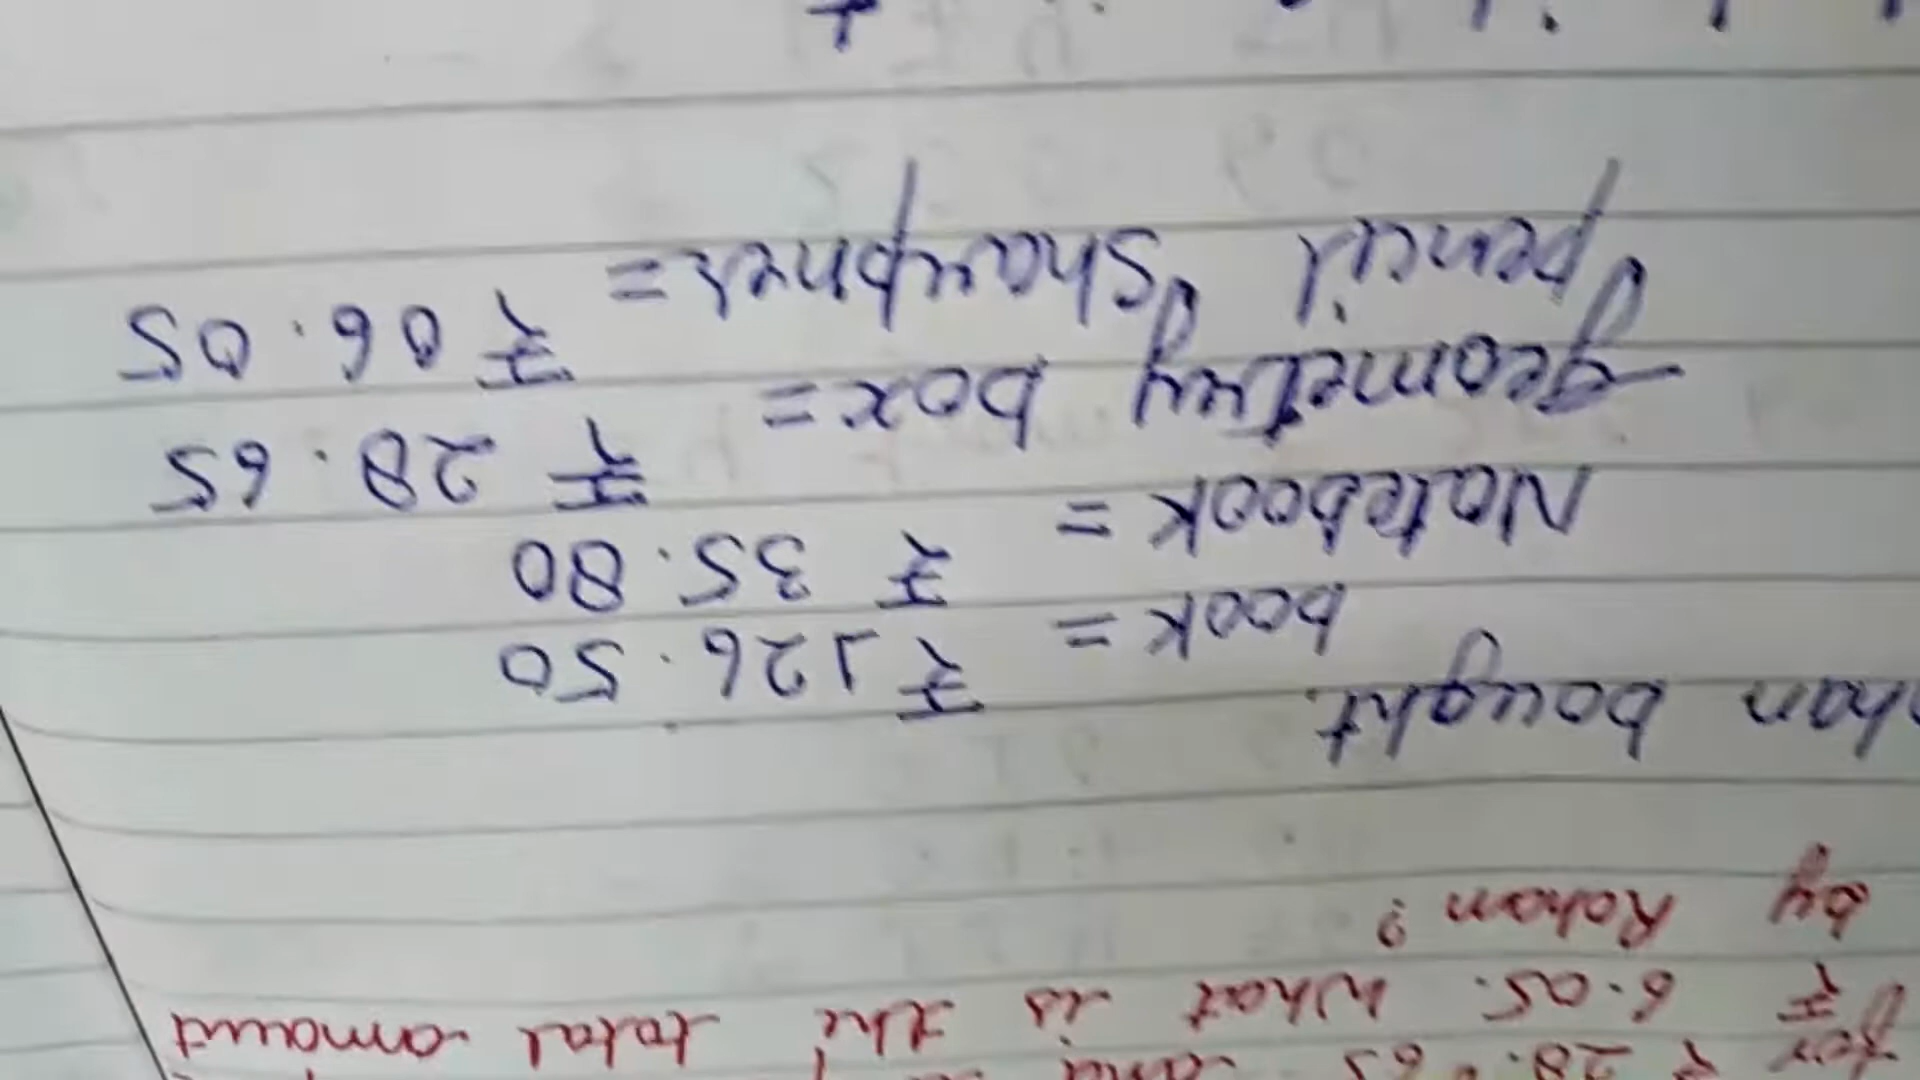 for ₹ 28.65 and
₹ 6.05. What is the total amount
by Rohan?
han bought.
book = ₹126.50
Notebook = ₹ 35.80
geometry box = ₹ 28.65
pencil Sharpner = ₹ 06.05